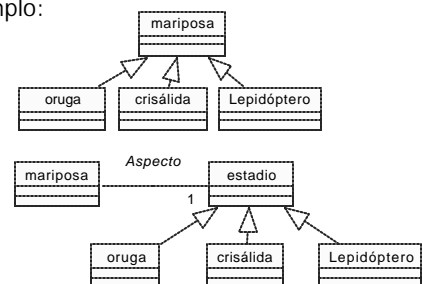 mplo:
mariposa
oruga crisálida Lepidóptero
Aspecto
mariposa estadio
1
oruga crisálida Lepidóptero